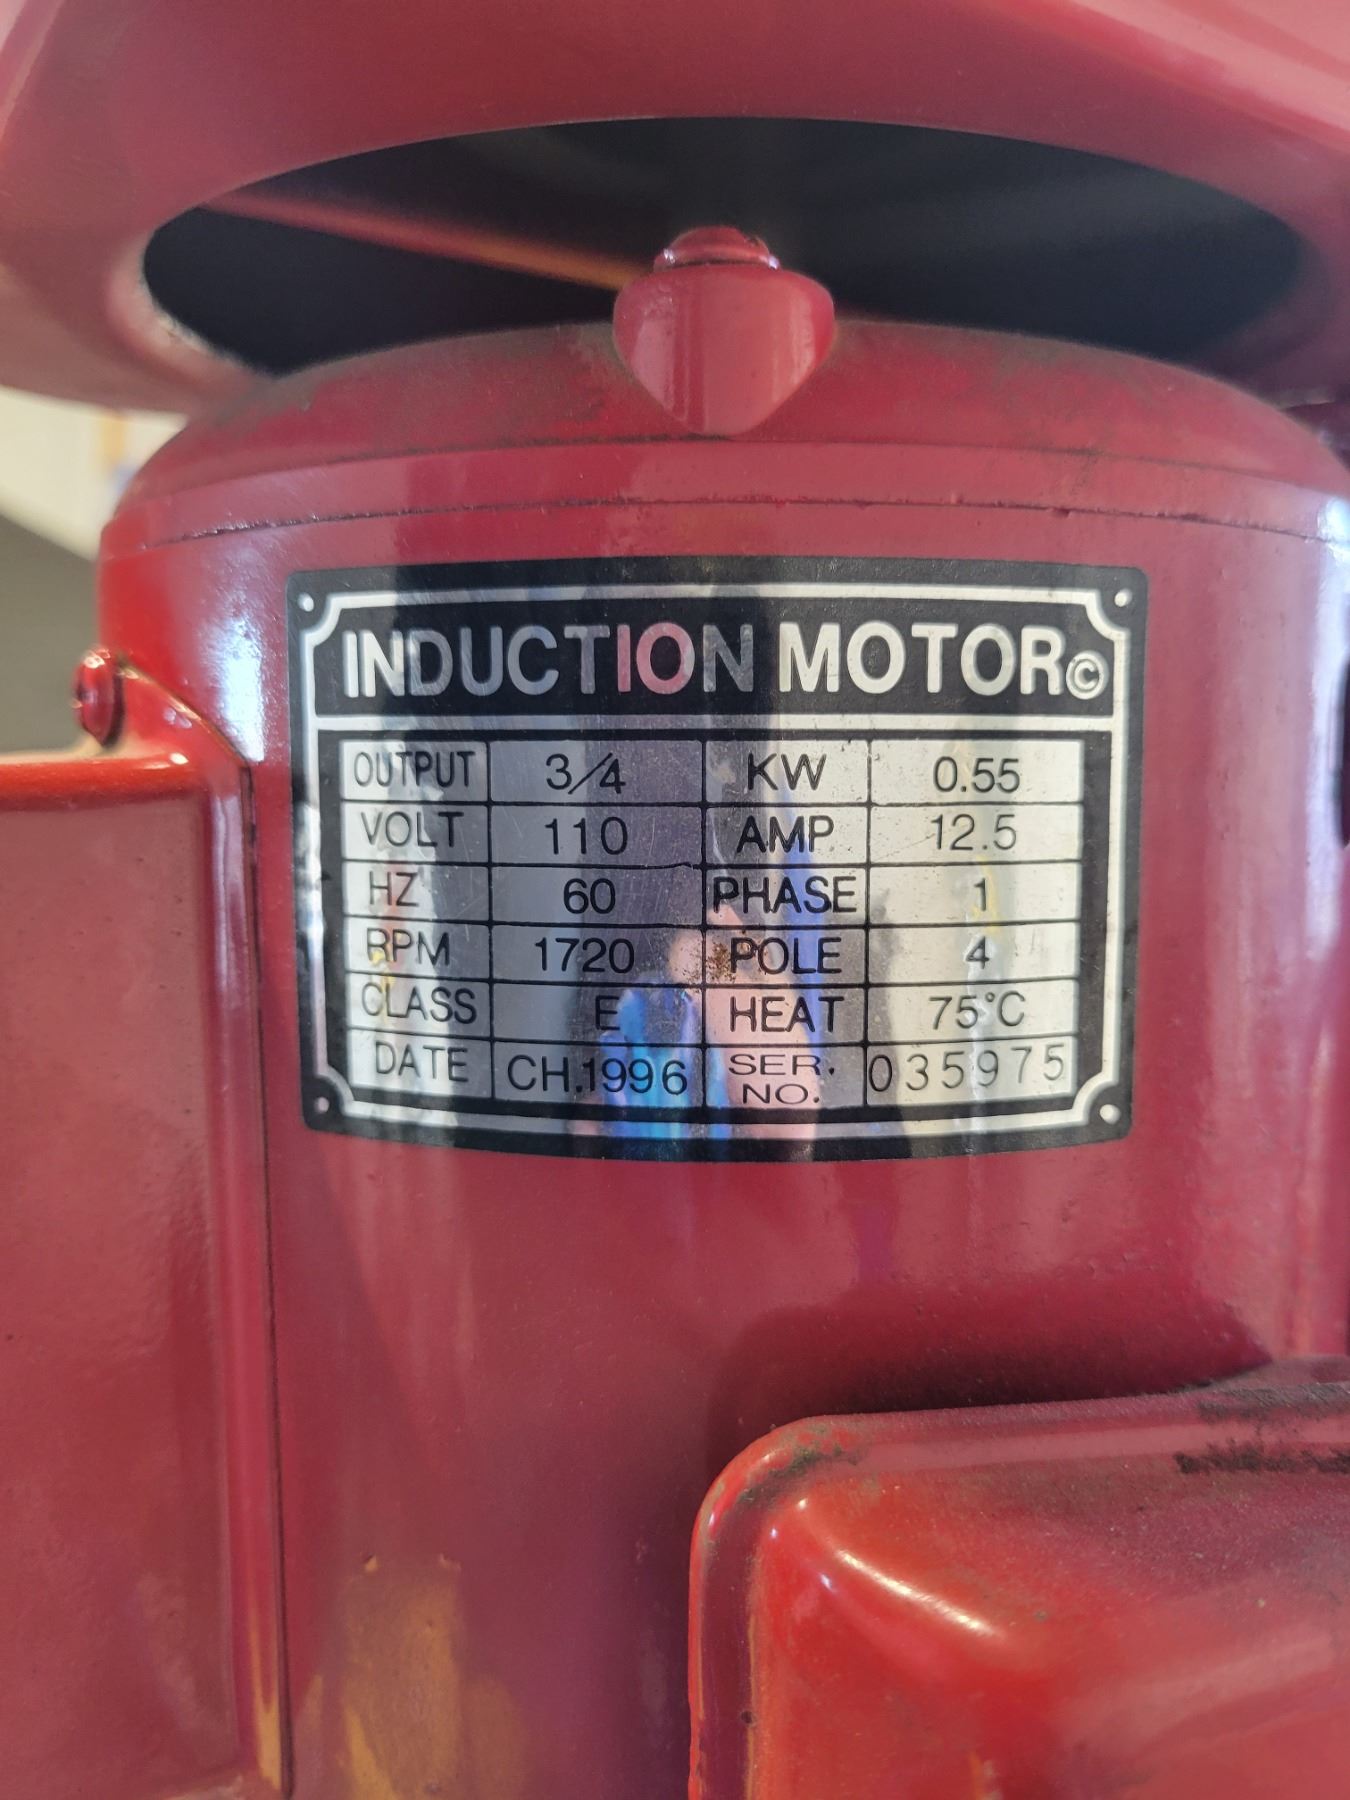 INDUCTION MOTOR©
OUTPUT 3/4 KW 0.55
VOLT 110 AMP 12.5
HZ 60 PHASE 1
RPM 1720 POLE 4
CLASS E HEAT 75°C
DATE CH.1996 SER. NO. 035975